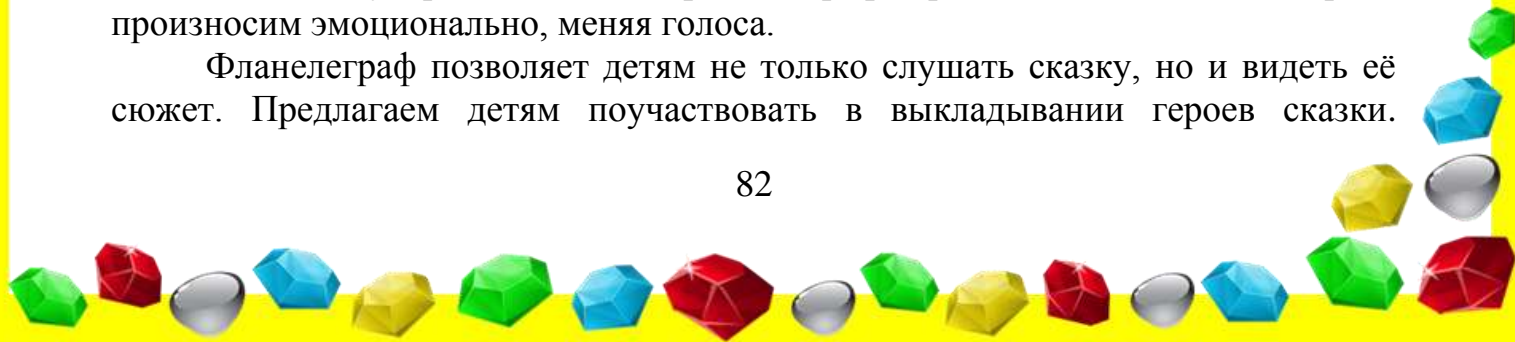 произносим эмоционально, меняя голоса.
Фланелеграф позволяет детям не только слушать сказку, но и видеть её
сюжет. Предлагаем детям поучаствовать в выкладывании героев сказки.
82